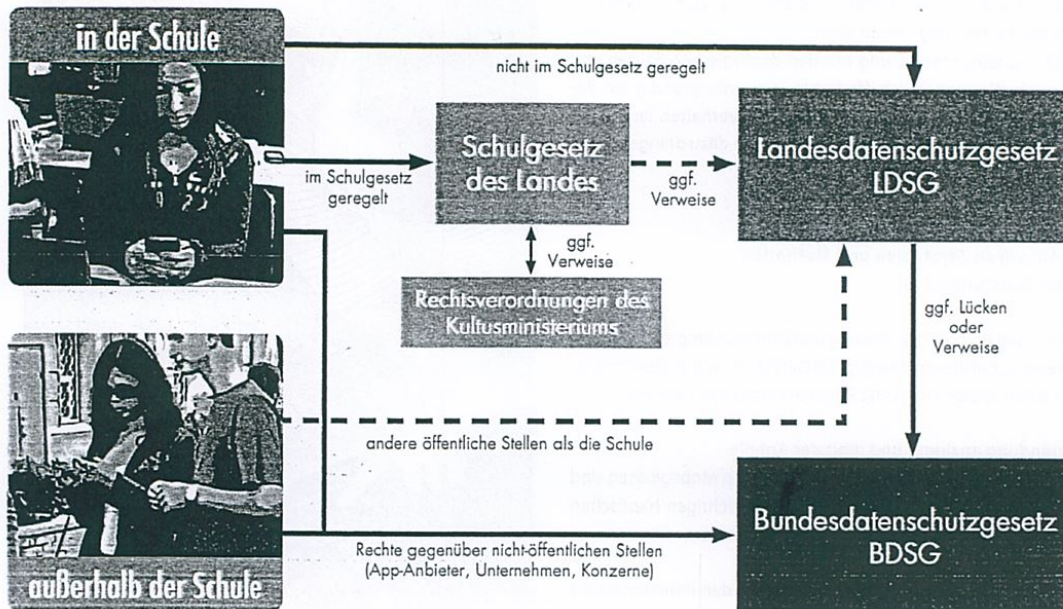 in der Schule
nicht im Schulgesetz geregelt
im Schulgesetz
geregelt
Schulgesetz
des Landes
ggf.
Verweise
Landesdatenschutzgesetz
LDSG
ggf.
Verweise
Rechtsverordnungen des
Kultusministeriums
ggf. Lücken
oder
Verweise
andere öffentliche Stellen als die Schule
Rechte gegenüber nicht-öffentlichen Stellen
(App-Anbieter, Unternehmen, Konzerne)
Bundesdatenschutzgesetz
BDSG
außerhalb der Schule